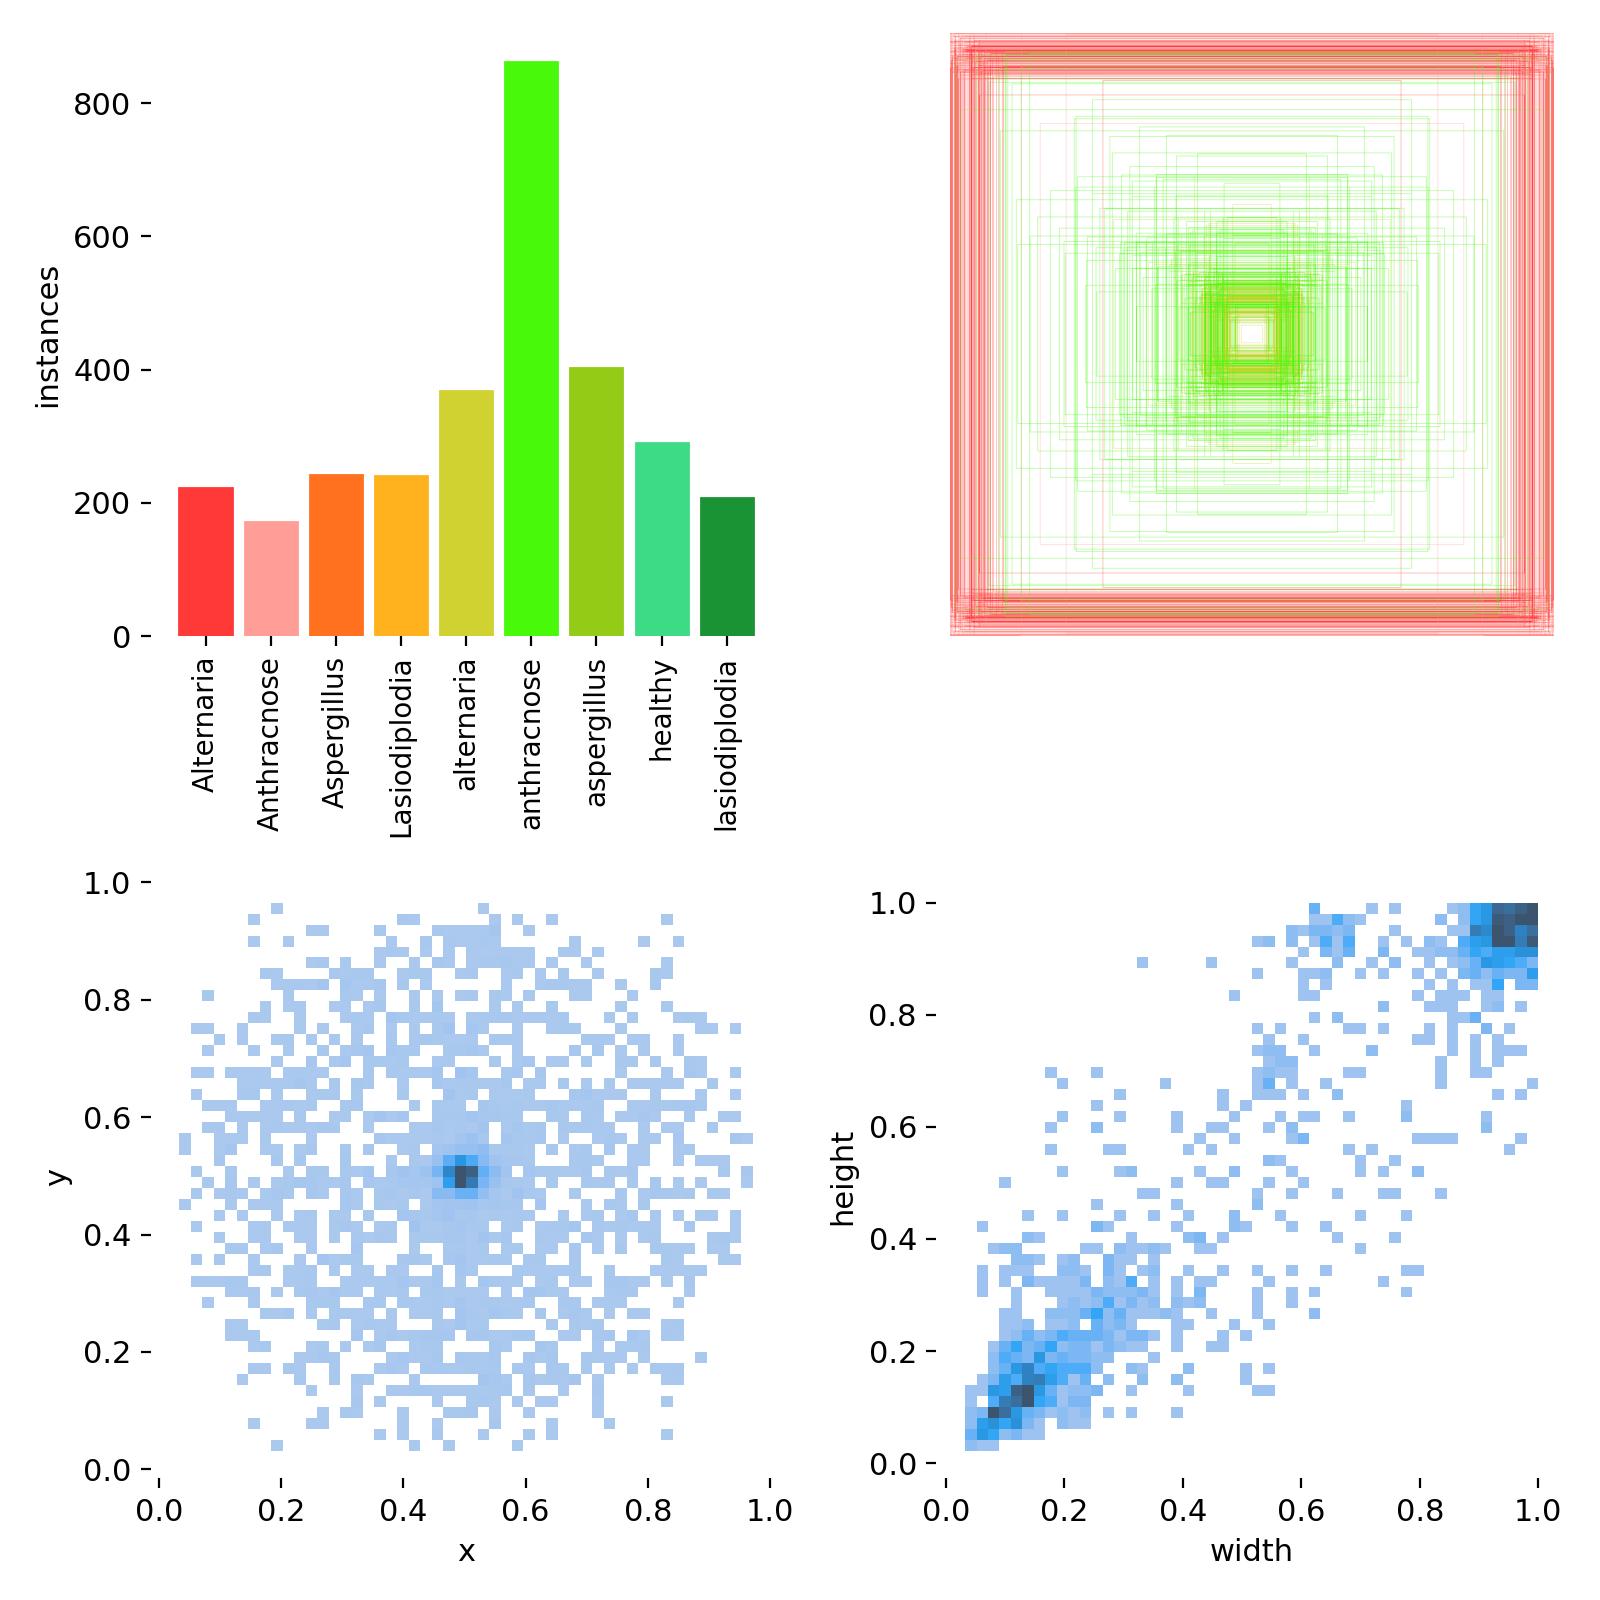 800
600
400
200
0
instances
Alternaria
Anthracnose
Aspergillus
Lasiodiplodia
alternaria
anthracnose
aspergillus
healthy
lasiodiplodia
1.0
0.8
0.6
0.4
0.2
0.0
y
0.0 0.2 0.4 0.6 0.8 1.0
x
1.0
0.8
0.6
0.4
0.2
0.0
height
0.0 0.2 0.4 0.6 0.8 1.0
width